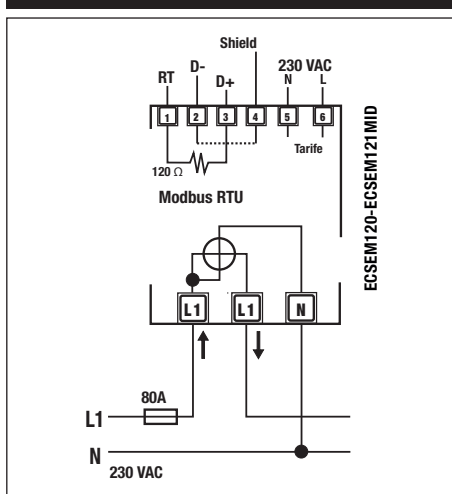 Shield
230 VAC
RT D- D+ N L
1 2 3 4 5 6
Tarife
120 Ω
Modbus RTU
ECSEM120-ECSEM121MID
L1 L1 N
80A
L1
N
230 VAC